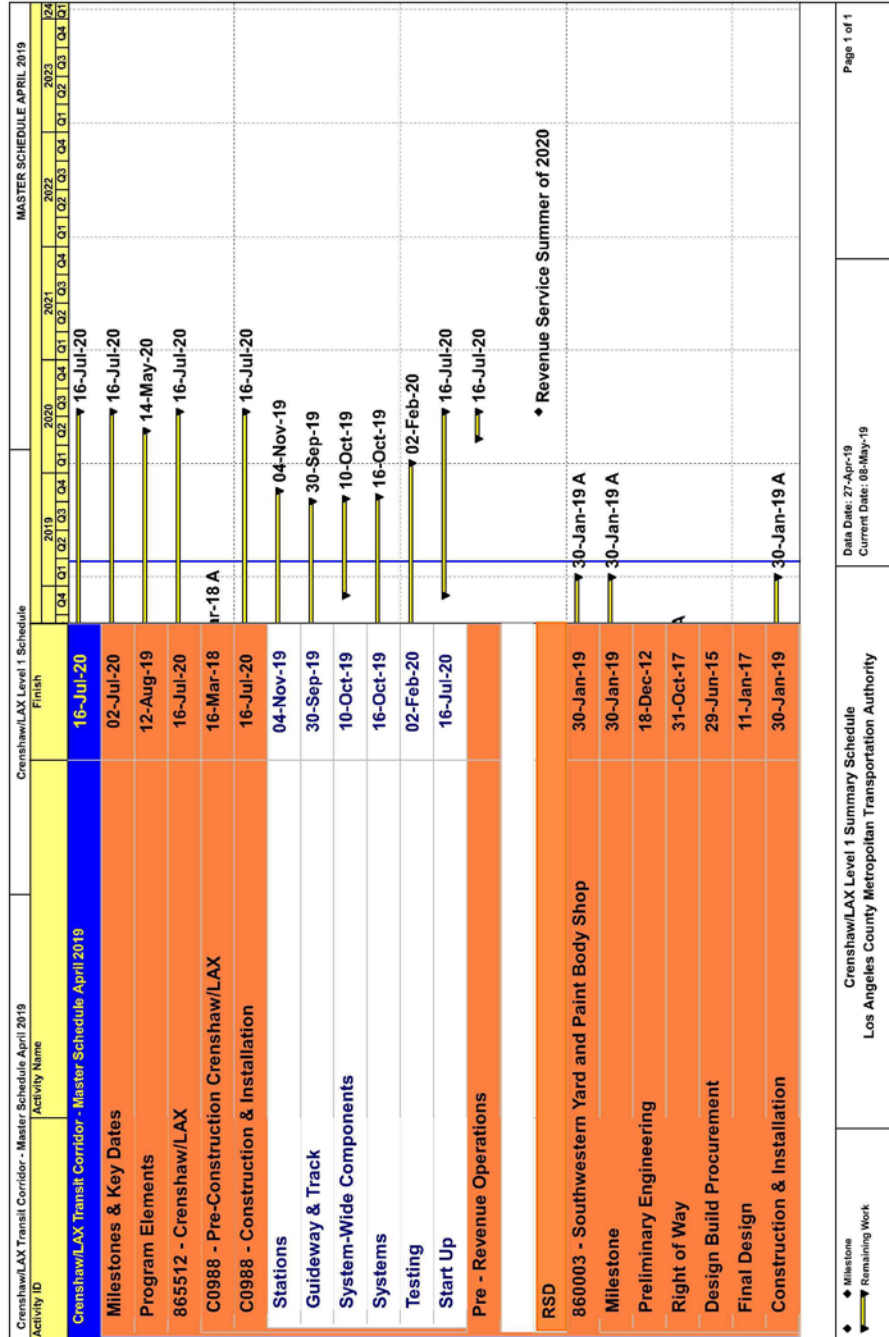 Crenshaw/LAX Transit Corridor - Master Schedule April 2019 Crenshaw/LAX Level 1 Schedule MASTER SCHEDULE APRIL 2019
Activity ID Activity Name Finish 2019 2020 2021 2022 2023 024
Q4 Q1 Q2 Q3 Q4 Q1 Q2 Q3 Q4 Q1 Q2 Q3 Q4 Q1 Q2 Q3 Q4 Q1 Q2 Q3 Q4 Q1
Crenshaw/LAX Transit Corridor - Master Schedule April 2019 16-Jul-20 16-Jul-20
Milestones & Key Dates 02-Jul-20 16-Jul-20
Program Elements 12-Aug-19 14-May-20
865512 - Crenshaw/LAX 16-Jul-20 16-Jul-20
C0988 - Pre-Construction Crenshaw/LAX 16-Mar-18 ar-18 A
C0988 - Construction & Installation 16-Jul-20 16-Jul-20
Stations 04-Nov-19 04-Nov-19
Guideway & Track 30-Sep-19 30-Sep-19
System-Wide Components 10-Oct-19 10-Oct-19
Systems 16-Oct-19 16-Oct-19
Testing 02-Feb-20 02-Feb-20
Start Up 16-Jul-20 16-Jul-20
Pre - Revenue Operations 16-Jul-20
RSD Revenue Service Summer of 2020
860003 - Southwestern Yard and Paint Body Shop 30-Jan-19 30-Jan-19 A
Milestone 30-Jan-19 30-Jan-19 A
Preliminary Engineering 18-Dec-12
Right of Way 31-Oct-17 A
Design Build Procurement 29-Jun-15
Final Design 11-Jan-17
Construction & Installation 30-Jan-19 30-Jan-19 A
Milestone
Remaining Work
Crenshaw/LAX Level 1 Summary Schedule
Los Angeles County Metropoitan Transportation Authority
Data Date: 27-Apr-19
Current Date: 08-May-19
Page 1 of 1